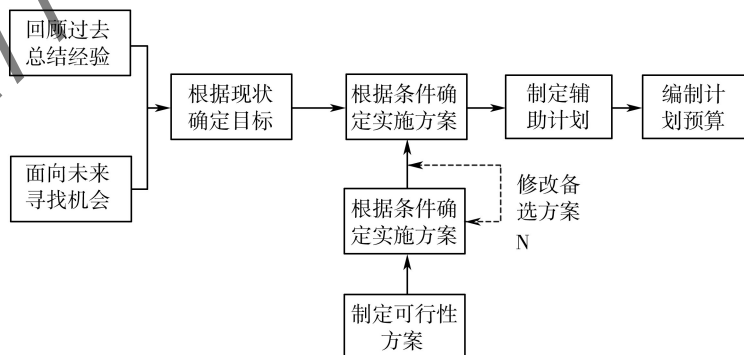 回顾过去
总结经验
根据现状
确定目标
根据条件确
定实施方案
制定辅
助计划
编制计
划预算
面向未来
寻找机会
根据条件确
定实施方案
修改备
选方案
N
制定可行性
方案